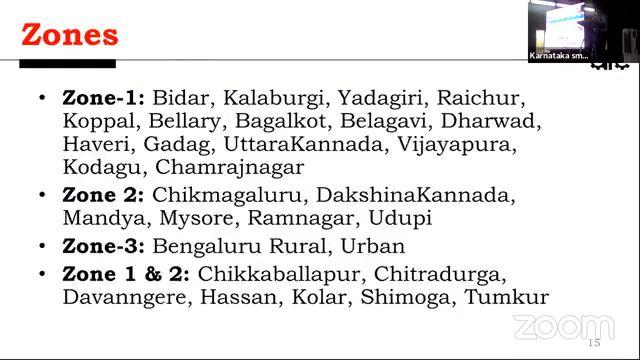 Zones
Karnataka sm...
• Zone-1: Bidar, Kalaburgi, Yadagiri, Raichur,
Koppal, Bellary, Bagalkot, Belagavi, Dharwad,
Haveri, Gadag, UttaraKannada, Vijayapura,
Kodagu, Chamrajnagar
• Zone 2: Chikmagaluru, DakshinaKannada,
Mandya, Mysore, Ramnagar, Udupi
• Zone-3: Bengaluru Rural, Urban
• Zone 1 & 2: Chikkaballapur, Chitradurga,
Davanngere, Hassan, Kolar, Shimoga, Tumkur
zoom
15